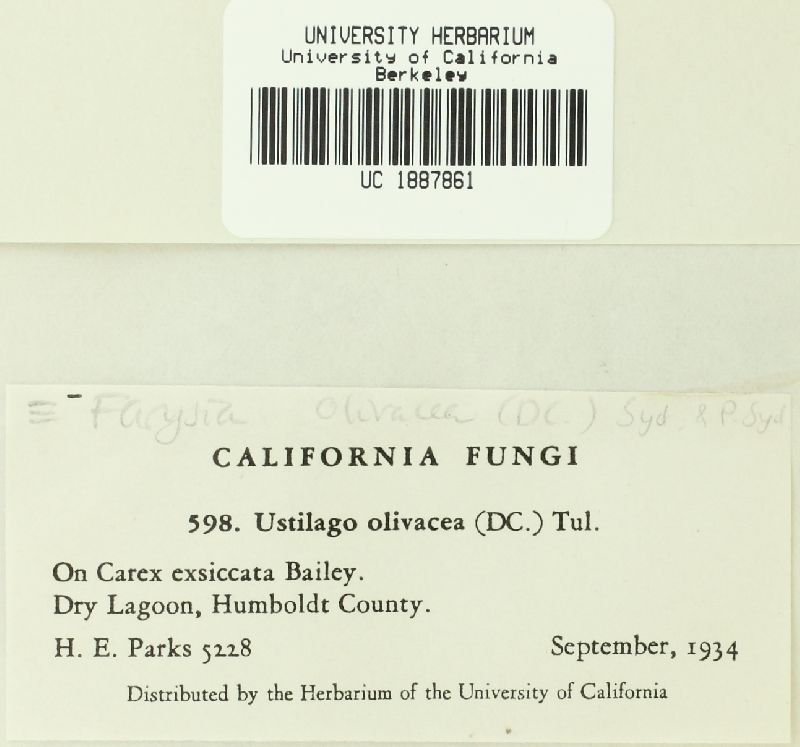 UNIVERSITY HERBARIUM
University of California
Berkeley
UC 1887861
≡ Farysia olivacea (DC.) Syd. & P. Syd
CALIFORNIA FUNGI
598. Ustilago olivacea (DC.) Tul.
On Carex exsiccata Bailey.
Dry Lagoon, Humboldt County.
H. E. Parks 5228 September, 1934
Distributed by the Herbarium of the University of California